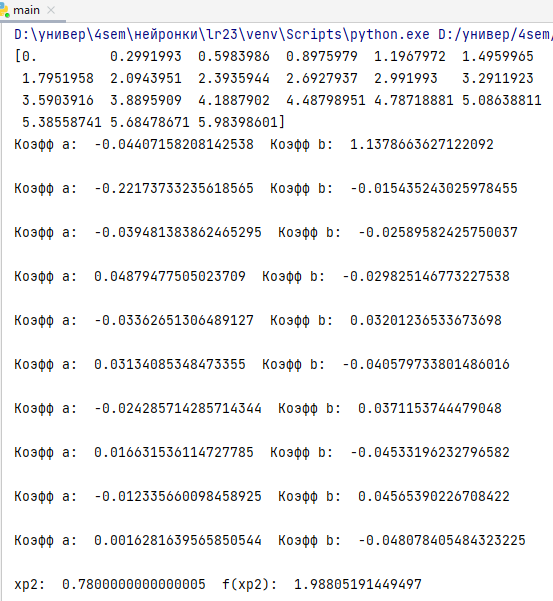 main
D:\универ\4sem\нейронки\lr23\venv\Scripts\python.exe D:/универ/4sem/
[0. 0.2991993 0.5983986 0.8975979 1.1967972 1.4959965
1.7951958 2.0943951 2.3935944 2.6927937 2.991993 3.2911923
3.5903916 3.8895909 4.1887902 4.48798951 4.78718881 5.08638811
5.38558741 5.68478671 5.98398601]
Коэфф a: -0.04407158208142538 Коэфф b: 1.1378663627122092
Коэфф a: -0.22173733235618565 Коэфф b: -0.015435243025978455
Коэфф a: -0.039481383862465295 Коэфф b: -0.02589582425750037
Коэфф a: 0.04879477505023709 Коэфф b: -0.029825146773227538
Коэфф a: -0.03362651306489127 Коэфф b: 0.03201236533673698
Коэфф a: 0.03134085348473355 Коэфф b: -0.040579733801486016
Коэфф a: -0.024285714285714344 Коэфф b: 0.0371153744479048
Коэфф a: 0.016631536114727785 Коэфф b: -0.04533196232796582
Коэфф a: -0.012335660098458925 Коэфф b: 0.04565390226708422
Коэфф a: 0.0016281639565850544 Коэфф b: -0.048078405484323225
xp2: 0.7800000000000005 f(xp2): 1.98805191449497